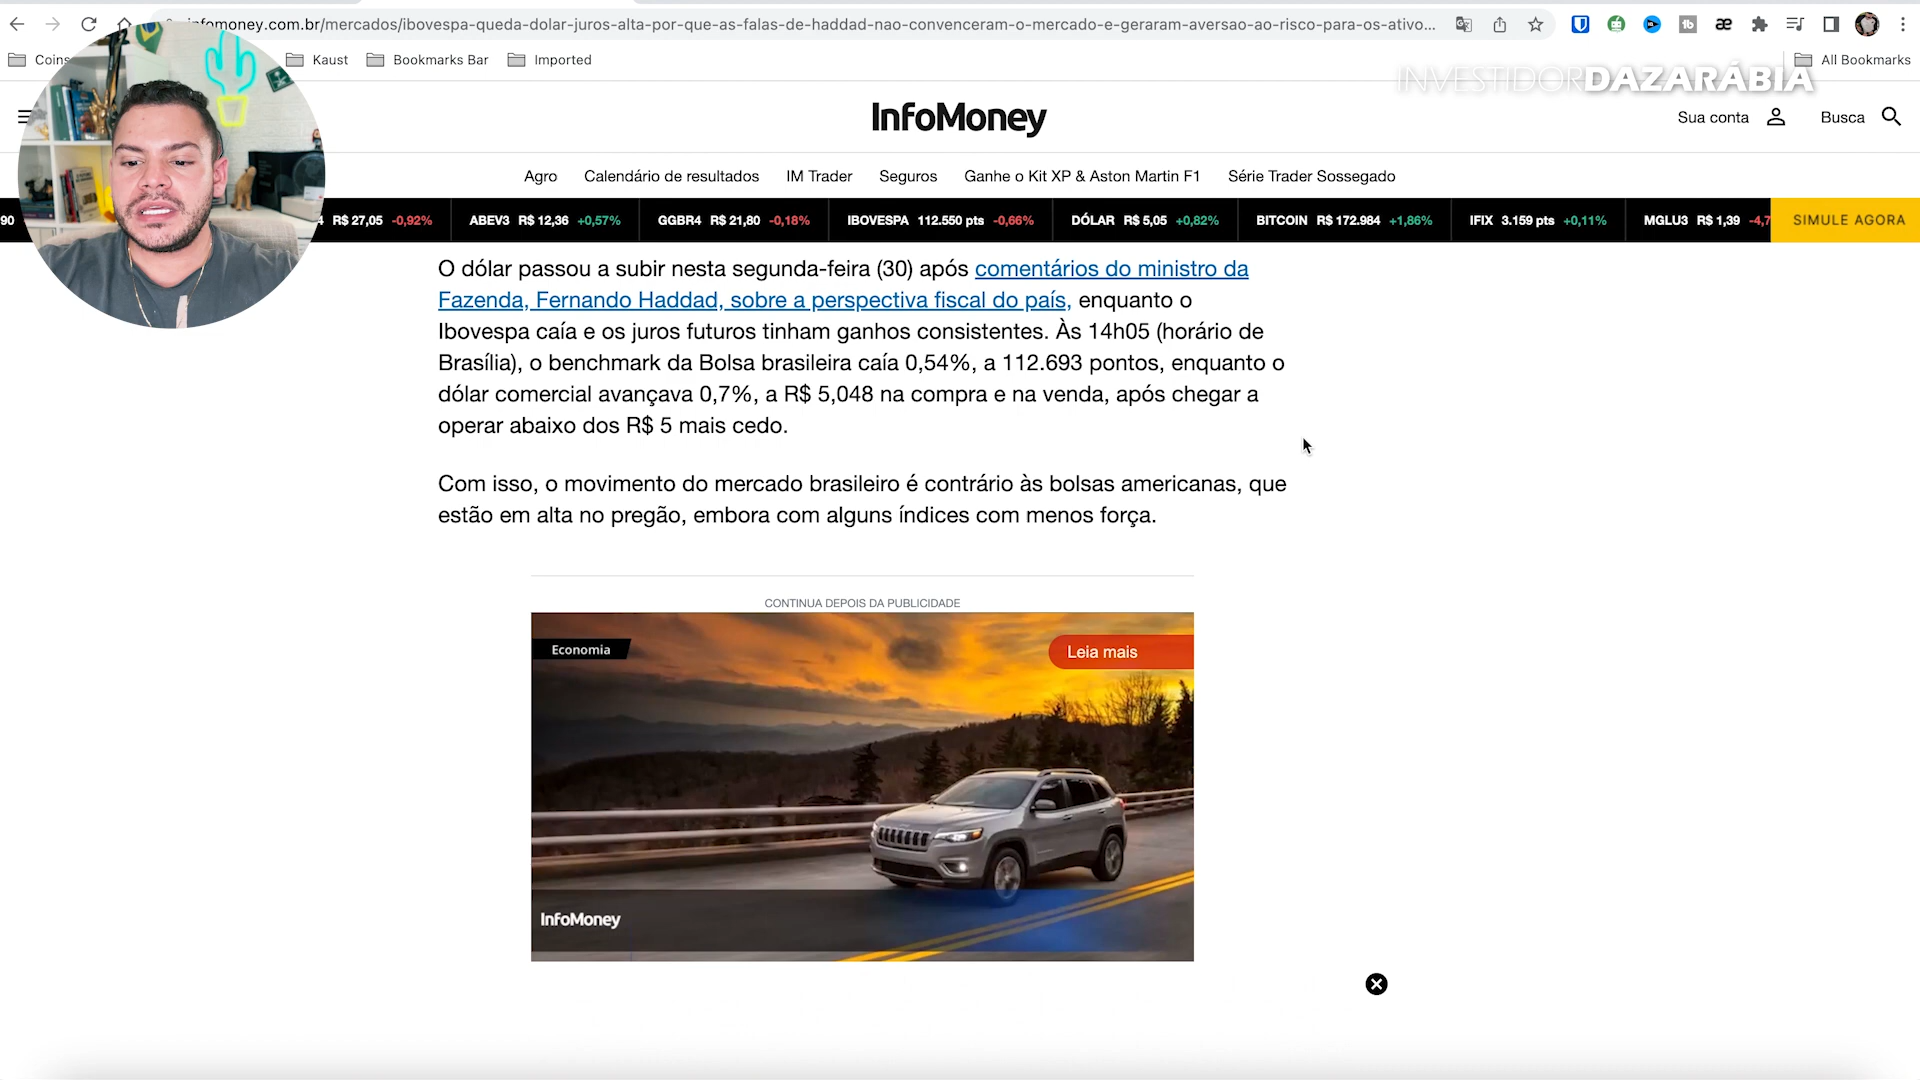 infomoney.com.br/mercados/ibovespa-queda-dolar-juros-alta-por-que-as-falas-de-haddad-nao-convenceram-o-mercado-e-geraram-aversao-ao-risco-para-os-ativo...
Coins
Kaust
Bookmarks Bar
Imported
All Bookmarks
INVESTIDORDAZARÁBIA
InfoMoney
Sua conta
Busca
Agro
Calendário de resultados
IM Trader
Seguros
Ganhe o Kit XP & Aston Martin F1
Série Trader Sossegado
90
4 R$ 27,05 -0,92%
ABEV3 R$ 12,36 +0,57%
GGBR4 R$ 21,80 -0,18%
IBOVESPA 112.550 pts -0,66%
DÓLAR R$ 5,05 +0,82%
BITCOIN R$ 172.984 +1,86%
IFIX 3.159 pts +0,11%
MGLU3 R$ 1,39 -4,7
SIMULE AGORA
O dólar passou a subir nesta segunda-feira (30) após comentários do ministro da
Fazenda, Fernando Haddad, sobre a perspectiva fiscal do país, enquanto o
Ibovespa caía e os juros futuros tinham ganhos consistentes. Às 14h05 (horário de
Brasília), o benchmark da Bolsa brasileira caía 0,54%, a 112.693 pontos, enquanto o
dólar comercial avançava 0,7%, a R$ 5,048 na compra e na venda, após chegar a
operar abaixo dos R$ 5 mais cedo.
Com isso, o movimento do mercado brasileiro é contrário às bolsas americanas, que
estão em alta no pregão, embora com alguns índices com menos força.
CONTINUA DEPOIS DA PUBLICIDADE
Economia
Leia mais
InfoMoney